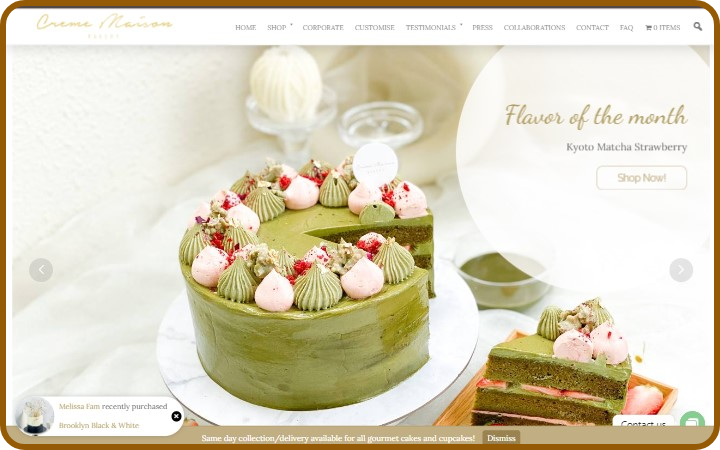 Creme Maison
BAKERY
HOME SHOP CORPORATE CUSTOMISE TESTIMONIALS PRESS COLLABORATIONS CONTACT FAQ 0 ITEMS
Flavor of the month
Kyoto Matcha Strawberry
Shop Now!
Melissa Fam recently purchased
Brooklyn Black & White
Contact us
Same day collection/delivery available for all gourmet cakes and cupcakes! Dismiss